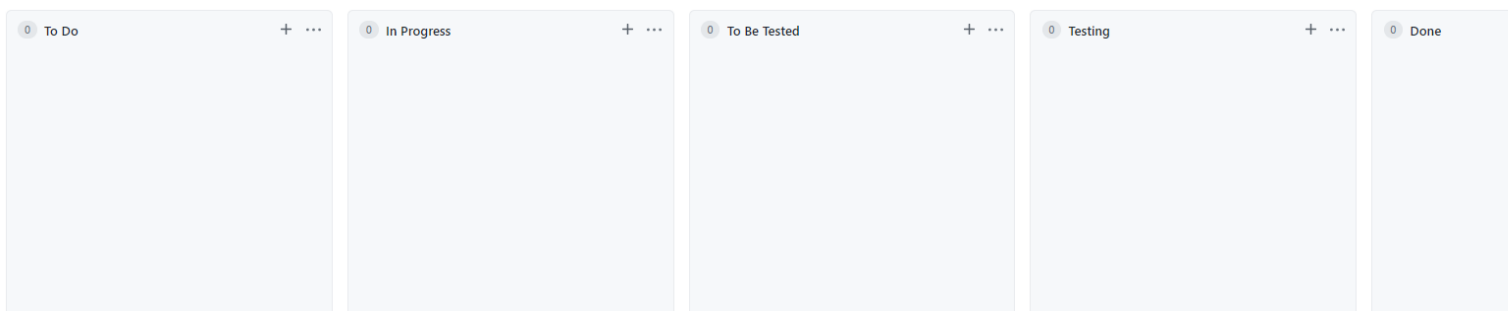 0 To Do + ...
0 In Progress + ...
0 To Be Tested + ...
0 Testing + ...
0 Done